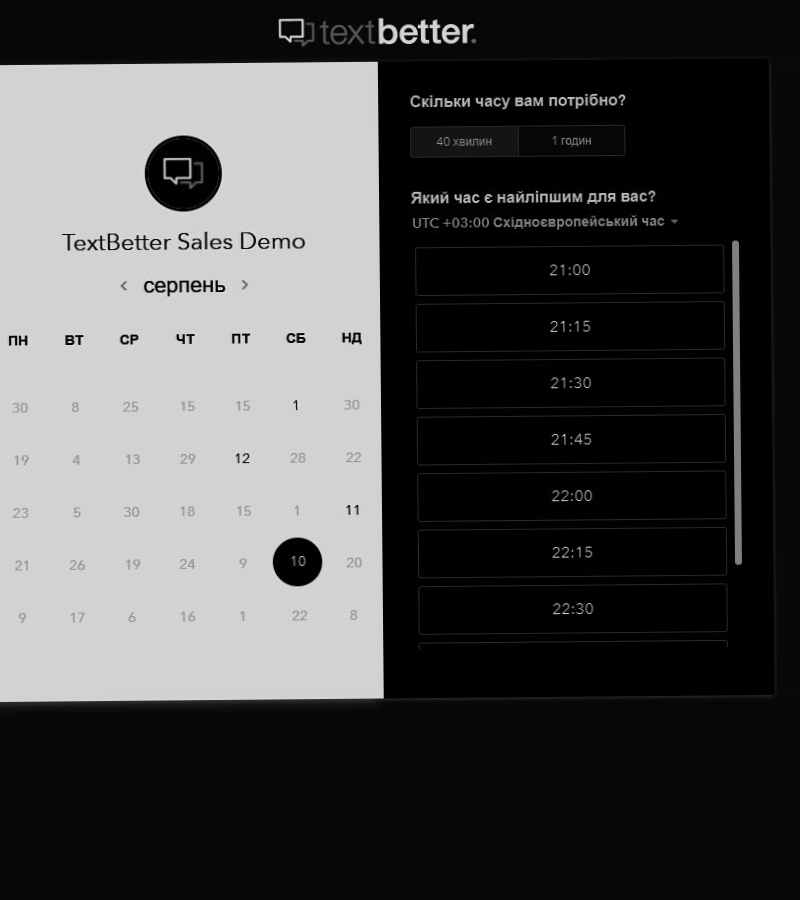 textbetter.
TextBetter Sales Demo
серпень
ПН ВТ СР ЧТ ПТ СБ НД
30 8 25 15 15 1 30
19 4 13 29 12 28 22
23 5 30 18 15 1 11
21 26 19 24 9 10 20
9 17 6 16 1 22 8
Скільки часу вам потрібно?
40 хвилин 1 годин
Який час є найліпшим для вас?
UTC +03:00 Східноєвропейський час
21:00
21:15
21:30
21:45
22:00
22:15
22:30